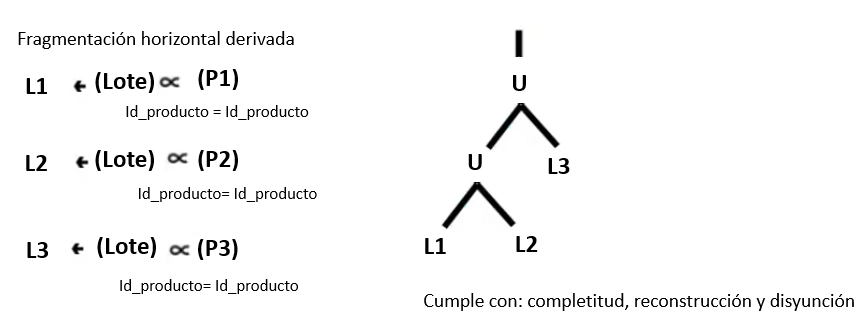 Fragmentación horizontal derivada
L1 ← (Lote) ∝ (P1)
Id_producto = Id_producto
L2 ← (Lote) ∝ (P2)
Id_producto= Id_producto
L3 ← (Lote) ∝ (P3)
Id_producto= Id_producto
I
U
U L3
L1 L2
Cumple con: completitud, reconstrucción y disyunción